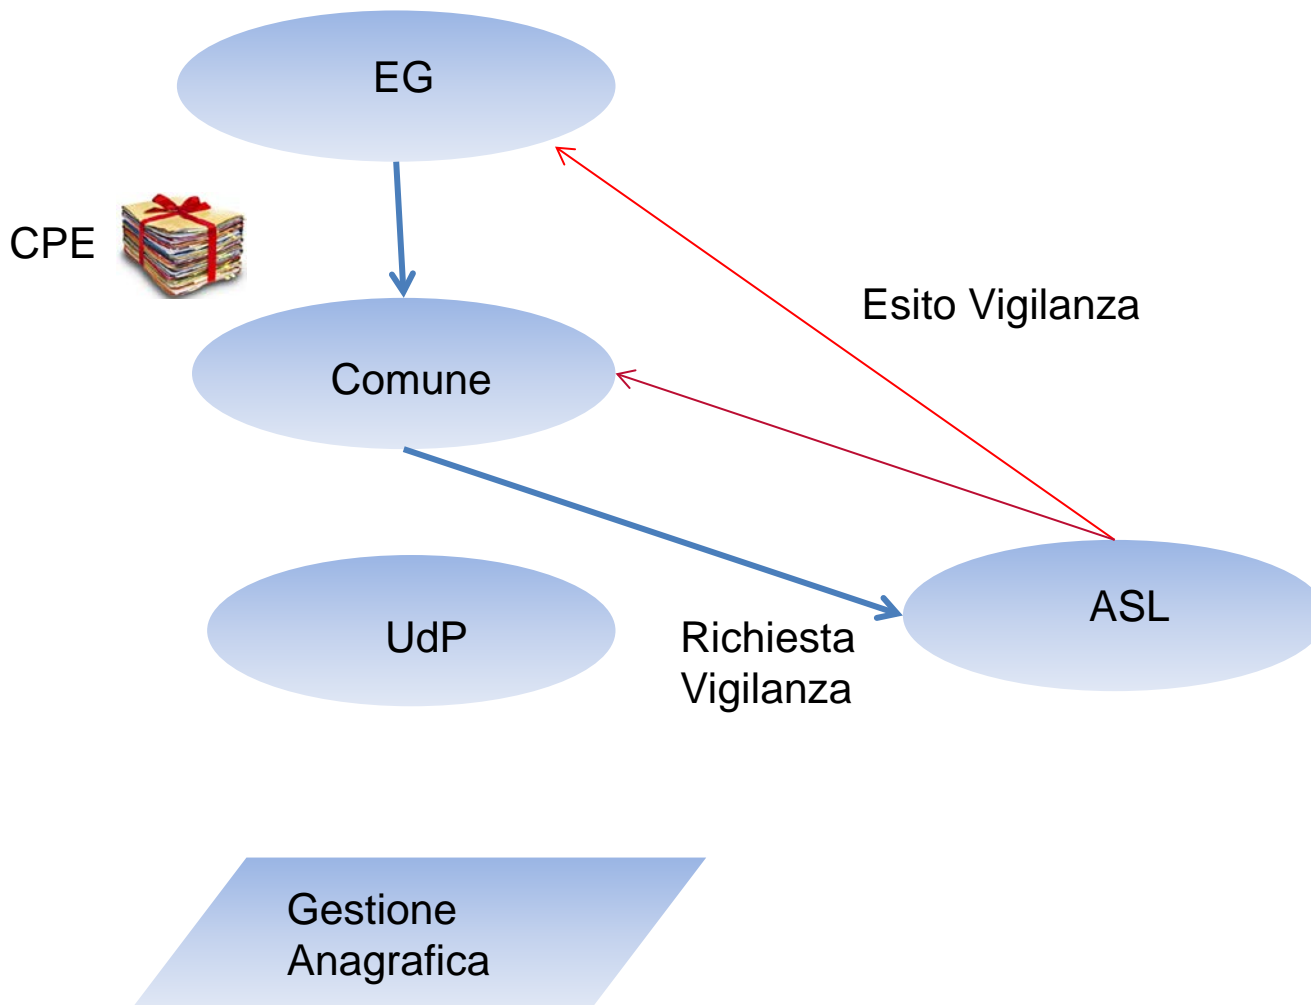 EG
CPE
Esito Vigilanza
Comune
ASL
UdP
Richiesta
Vigilanza
Gestione
Anagrafica